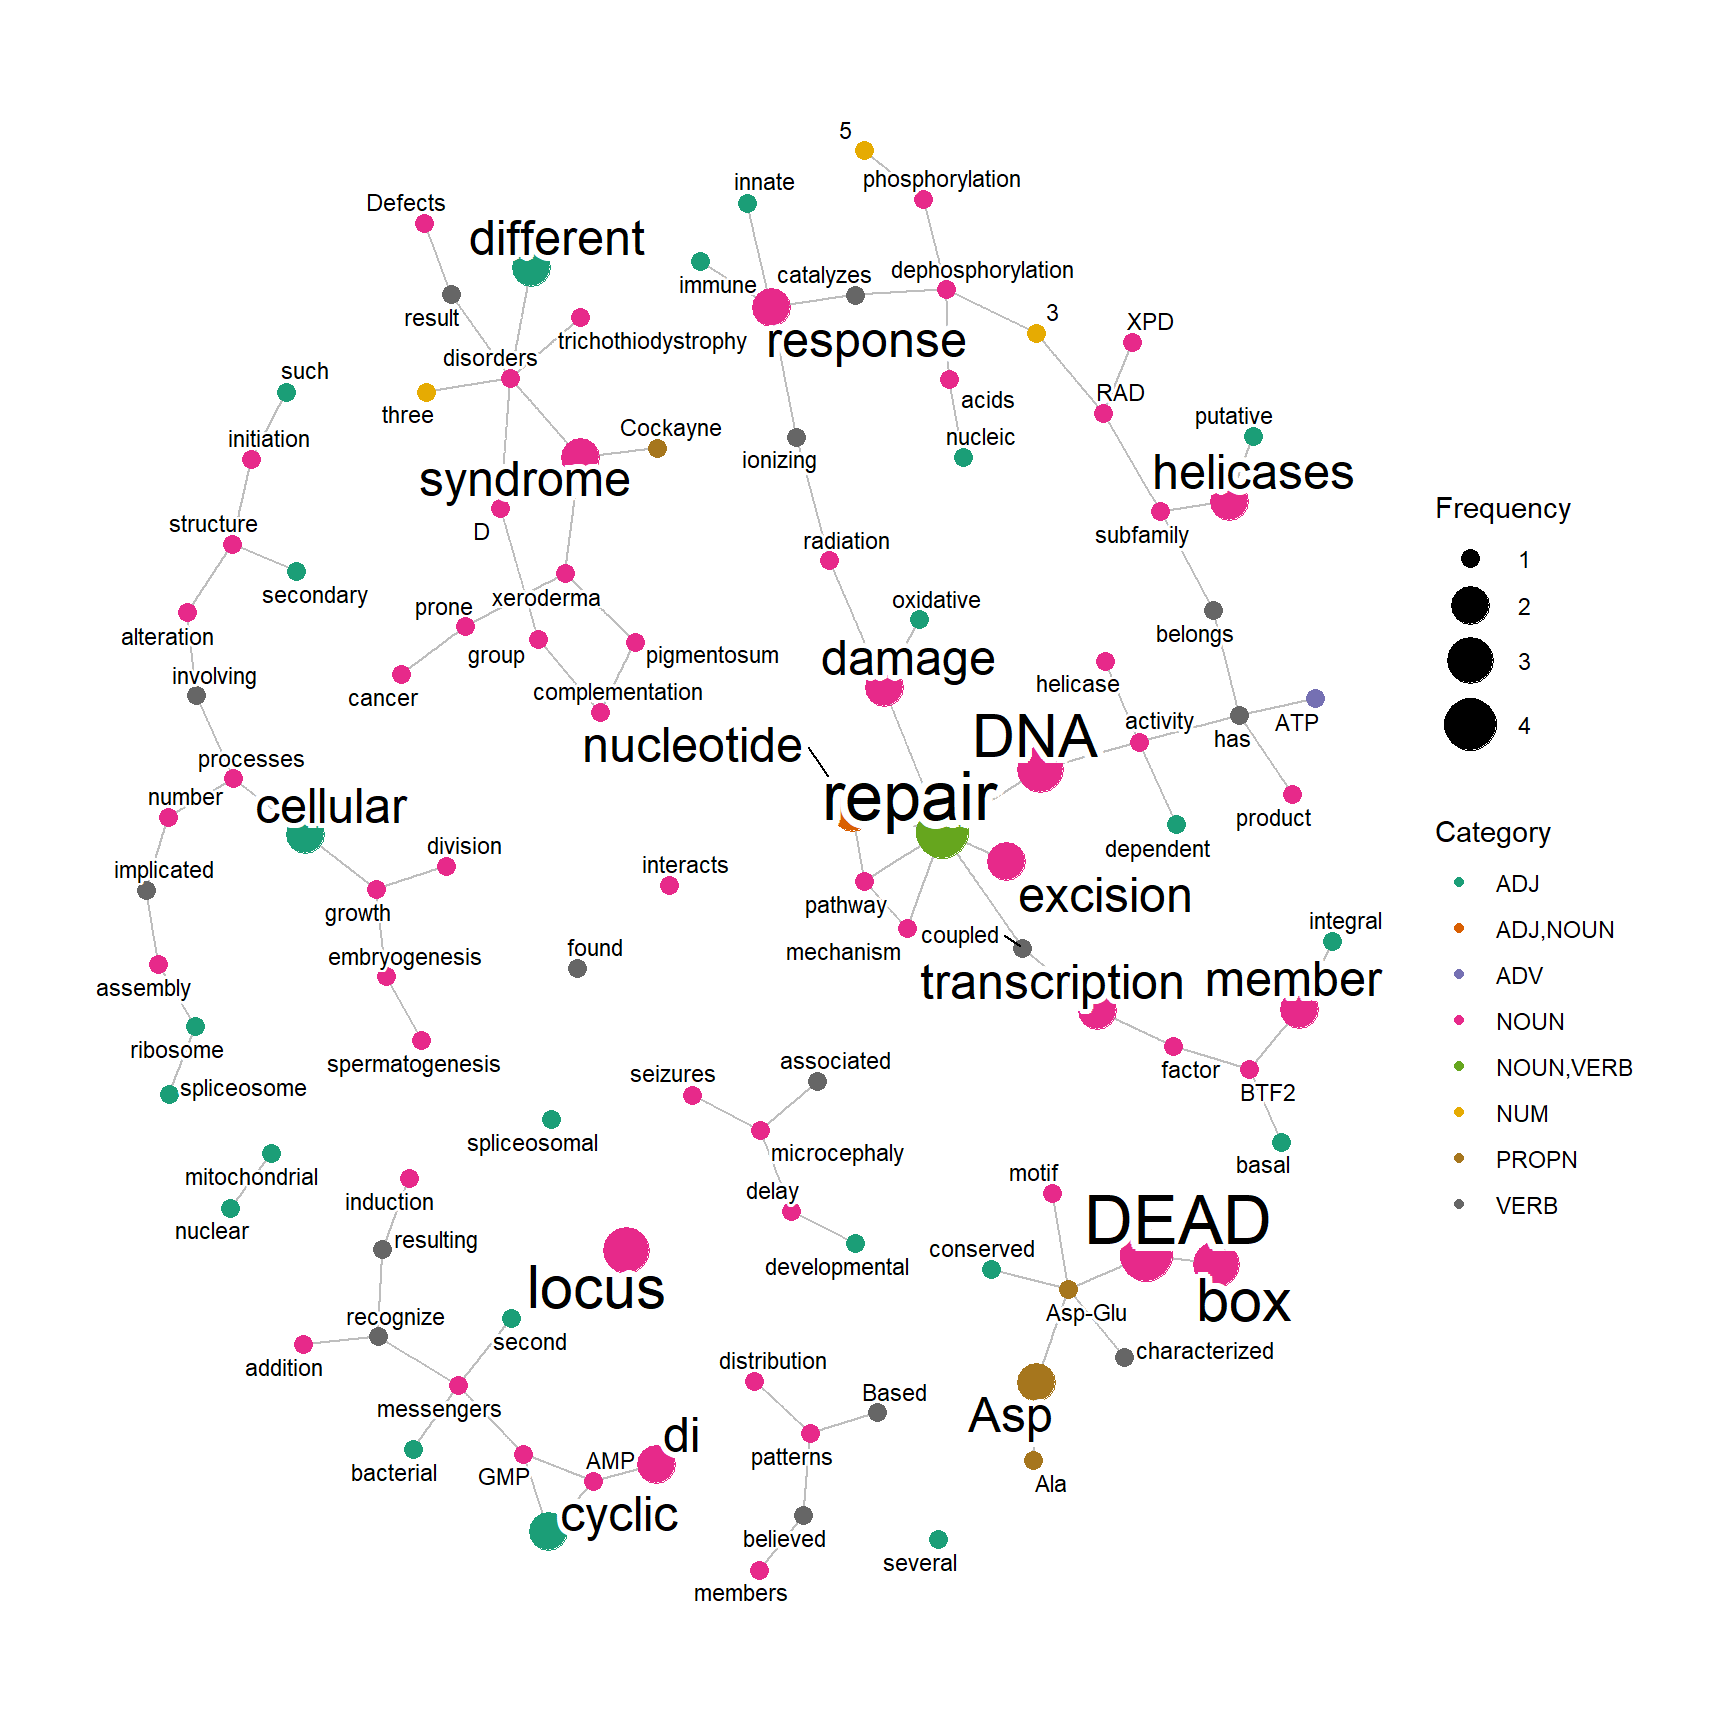 5
phosphorylation
innate
Defects
different
immune
catalyzes
dephosphorylation
result
response
3
XPD
trichothiodystrophy
disorders
such
three
RAD
acids
putative
Cockayne
initiation
nucleic
ionizing
helicases
syndrome
structure
D
subfamily
radiation
secondary
xeroderma
prone
oxidative
alteration
belongs
group
pigmentosum
damage
involving
helicase
cancer
complementation
activity
ATP
has
DNA
nucleotide
processes
number
cellular
repair
product
division
dependent
implicated
interacts
excision
growth
pathway
integral
coupled
mechanism
found
embryogenesis
transcription
member
assembly
ribosome
spermatogenesis
associated
factor
seizures
spliceosome
BTF2
spliceosomal
microcephaly
basal
mitochondrial
motif
delay
induction
nuclear
DEAD
resulting
conserved
developmental
locus
box
Asp-Glu
recognize
second
characterized
addition
distribution
Based
messengers
Asp
di
AMP
patterns
bacterial
GMP
Ala
cyclic
believed
several
members
Frequency
1
2
3
4
Category
ADJ
ADJ,NOUN
ADV
NOUN
NOUN,VERB
NUM
PROPN
VERB